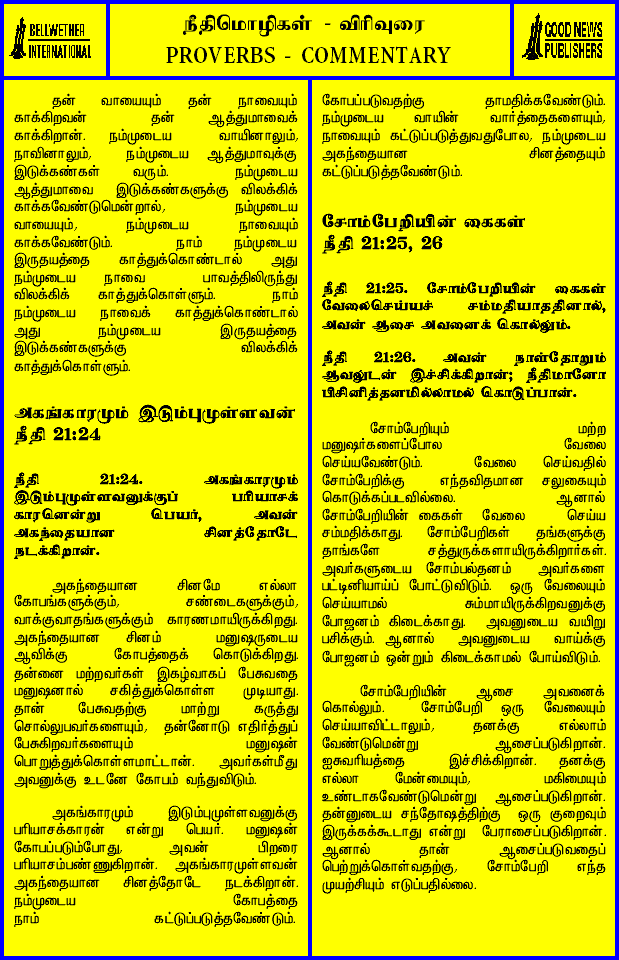 BELLWETHER
INTERNATIONAL
நீதிமொழிகள் - விரிவுரை
PROVERBS - COMMENTARY
GOOD NEWS
PUBLISHERS
தன் வாயையும் தன் நாவையும்
காக்கிறவன் தன் ஆத்துமாவைக்
காக்கிறான். நம்முடைய வாயினாலும்,
நாவினாலும், நம்முடைய ஆத்துமாவுக்கு
இடுக்கண்கள் வரும். நம்முடைய
ஆத்துமாவை இடுக்கண்களுக்கு விலக்கிக்
காக்கவேண்டுமென்றால், நம்முடைய
வாயையும், நம்முடைய நாவையும்
காக்கவேண்டும். நாம் நம்முடைய
இருதயத்தை காத்துக்கொண்டால் அது
நம்முடைய நாவை பாவத்திலிருந்து
விலக்கிக் காத்துக்கொள்ளும். நாம்
நம்முடைய நாவைக் காத்துக்கொண்டால்
அது நம்முடைய இருதயத்தை
இடுக்கண்களுக்கு விலக்கிக்
காத்துக்கொள்ளும்.
அகங்காரமும் இடும்புமுள்ளவன்
நீதி 21:24
நீதி 21:24. அகங்காரமும்
இடும்புமுள்ளவனுக்குப் பரியாசக்
காரனென்று பெயர், அவன்
அகந்தையான சினத்தோடே
நடக்கிறான்.
அகந்தையான சினமே எல்லா
கோபங்களுக்கும், சண்டைகளுக்கும்,
வாக்குவாதங்களுக்கும் காரணமாயிருக்கிறது.
அகந்தையான சினம் மனுஷருடைய
ஆவிக்கு கோபத்தைக் கொடுக்கிறது.
தன்னை மற்றவர்கள் இகழ்வாகப் பேசுவதை
மனுஷனால் சகித்துக்கொள்ள முடியாது.
தான் பேசுவதற்கு மாற்று கருத்து
சொல்லுபவர்களையும், தன்னோடு எதிர்த்துப்
பேசுகிறவர்களையும் மனுஷன்
பொறுத்துக்கொள்ளமாட்டான். அவர்கள்மீது
அவனுக்கு உடனே கோபம் வந்துவிடும்.
அகங்காரமும் இடும்புமுள்ளவனுக்கு
பரியாசக்காரன் என்று பெயர். மனுஷன்
கோபப்படும்போது, அவன் பிறரை
பரியாசம்பண்ணுகிறான். அகங்காரமுள்ளவன்
அகந்தையான சினத்தோடே நடக்கிறான்.
நம்முடைய கோபத்தை
நாம் கட்டுப்படுத்தவேண்டும்.
கோபப்படுவதற்கு தாமதிக்கவேண்டும்.
நம்முடைய வாயின் வார்த்தைகளையும்,
நாவையும் கட்டுப்படுத்துவதுபோல, நம்முடைய
அகந்தையான சினத்தையும்
கட்டுப்படுத்தவேண்டும்.
சோம்பேறியின் கைகள்
நீதி 21:25, 26
நீதி 21:25. சோம்பேறியின் கைகள்
வேலைசெய்யச் சம்மதியாததினால்,
அவன் ஆசை அவனைக் கொல்லும்.
நீதி 21:26. அவன் நாள்தோறும்
ஆவலுடன் இச்சிக்கிறான்; நீதிமானோ
பிசினித்தனமில்லாமல் கொடுப்பான்.
சோம்பேறியும் மற்ற
மனுஷர்களைப்போல வேலை
செய்யவேண்டும். வேலை செய்வதில்
சோம்பேறிக்கு எந்தவிதமான சலுகையும்
கொடுக்கப்படவில்லை. ஆனால்
சோம்பேறியின் கைகள் வேலை செய்ய
சம்மதிக்காது. சோம்பேறிகள் தங்களுக்கு
தாங்களே சத்துருக்களாயிருக்கிறார்கள்.
அவர்களுடைய சோம்பல்தனம் அவர்களை
பட்டினியாய்ப் போட்டுவிடும். ஒரு வேலையும்
செய்யாமல் சும்மாயிருக்கிறவனுக்கு
போஜனம் கிடைக்காது. அவனுடைய வயிறு
பசிக்கும். ஆனால் அவனுடைய வாய்க்கு
போஜனம் ஒன்றும் கிடைக்காமல் போய்விடும்.
சோம்பேறியின் ஆசை அவனைக்
கொல்லும். சோம்பேறி ஒரு வேலையும்
செய்யாவிட்டாலும், தனக்கு எல்லாம்
வேண்டுமென்று ஆசைப்படுகிறான்.
ஐசுவரியத்தை இச்சிக்கிறான். தனக்கு
எல்லா மேன்மையும், மகிமையும்
உண்டாகவேண்டுமென்று ஆசைப்படுகிறான்.
தன்னுடைய சந்தோஷத்திற்கு ஒரு குறைவும்
இருக்கக்கூடாது என்று பேராசைப்படுகிறான்.
ஆனால் தான் ஆசைப்படுவதைப்
பெற்றுக்கொள்வதற்கு, சோம்பேறி எந்த
முயற்சியும் எடுப்பதில்லை.